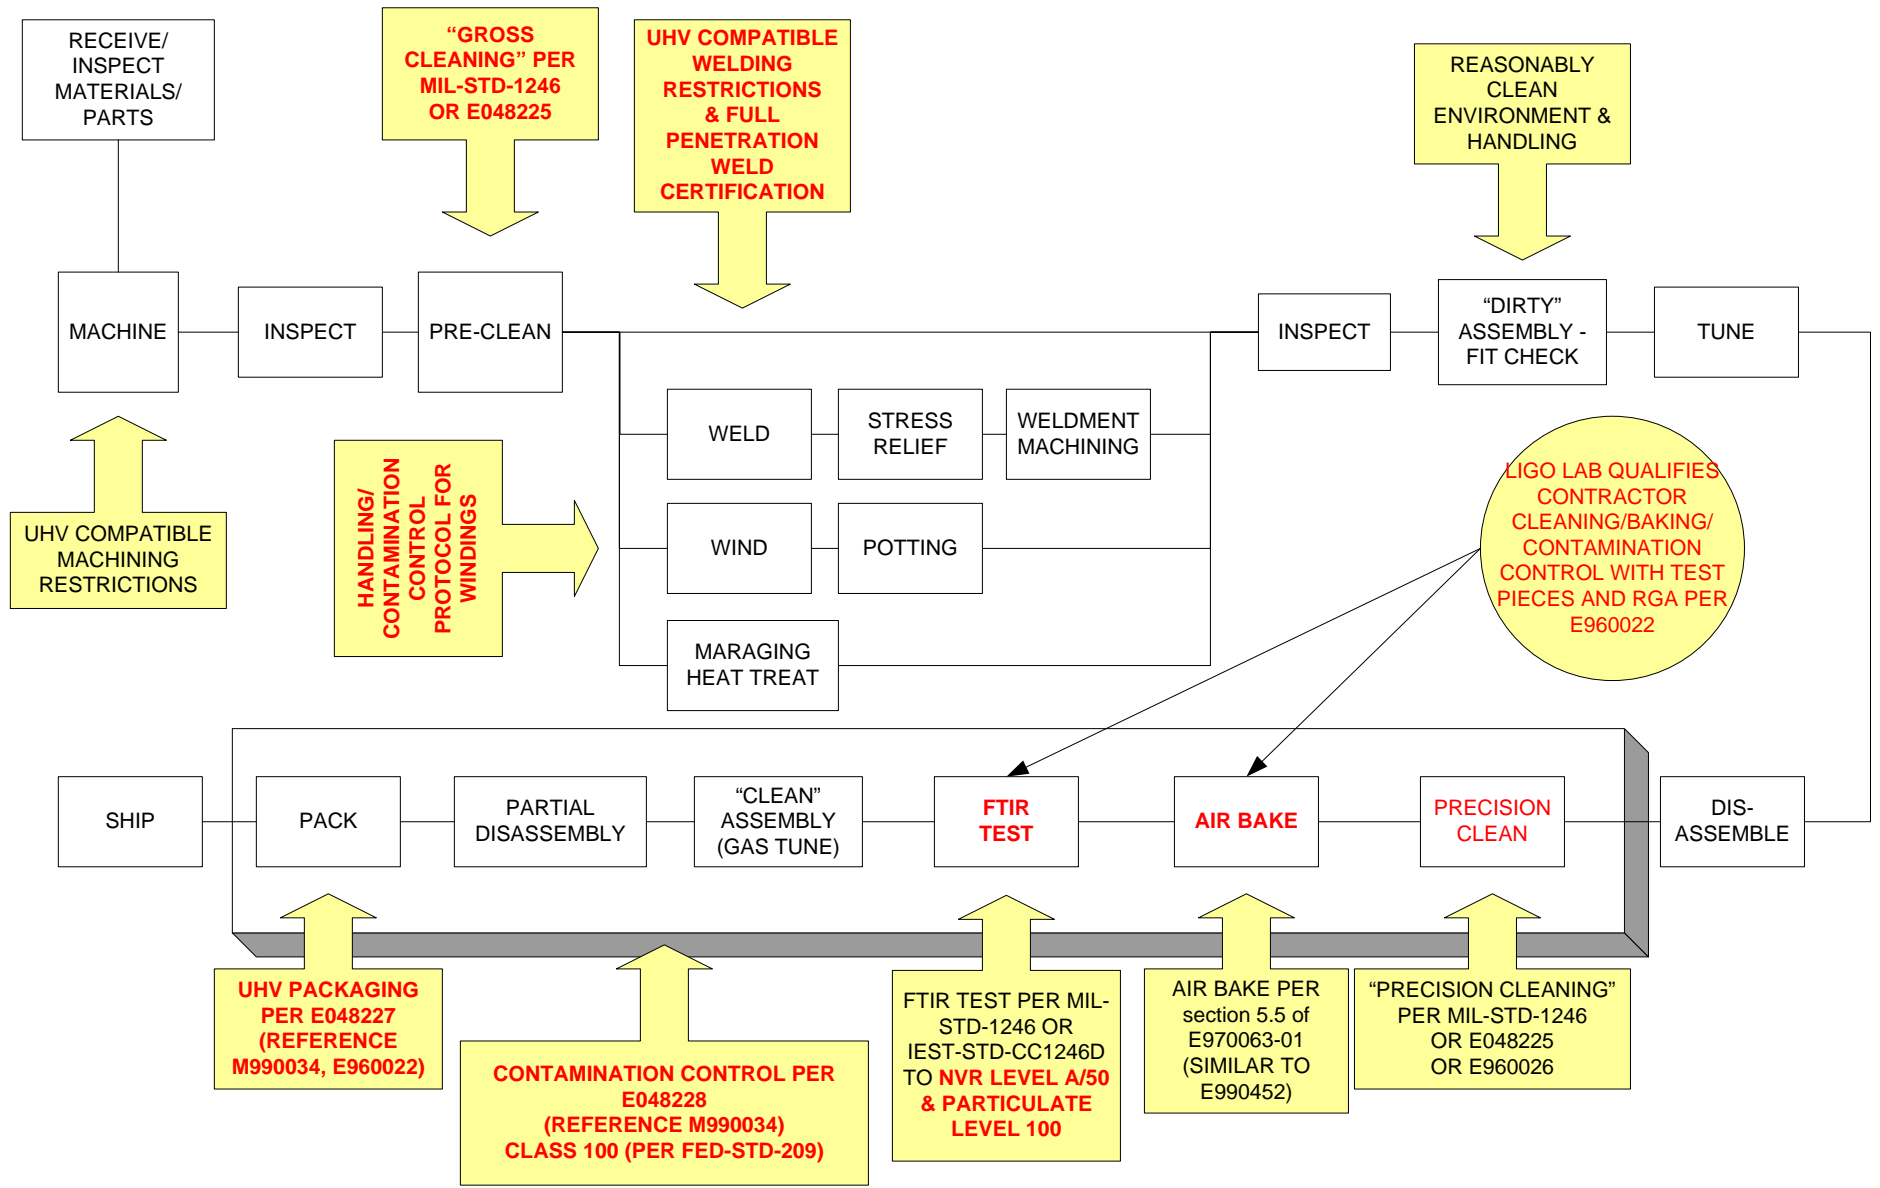 RECEIVE/
INSPECT
MATERIALS/
PARTS
“GROSS
CLEANING” PER
MIL-STD-1246
OR E048225
UHV COMPATIBLE
WELDING
RESTRICTIONS
& FULL
PENETRATION
WELD
CERTIFICATION
REASONABLY
CLEAN
ENVIRONMENT &
HANDLING
MACHINE
INSPECT
PRE-CLEAN
INSPECT
“DIRTY”
ASSEMBLY -
FIT CHECK
TUNE
WELD
STRESS
RELIEF
WELDMENT
MACHINING
UHV COMPATIBLE
MACHINING
RESTRICTIONS
HANDLING/
CONTAMINATION
CONTROL
PROTOCOL FOR
WINDINGS
WIND
POTTING
MARAGING
HEAT TREAT
LIGO LAB QUALIFIES
CONTRACTOR
CLEANING/BAKING/
CONTAMINATION
CONTROL WITH TEST
PIECES AND RGA PER
E960022
SHIP
PACK
PARTIAL
DISASSEMBLY
“CLEAN”
ASSEMBLY
(GAS TUNE)
FTIR
TEST
AIR BAKE
PRECISION
CLEAN
DIS-
ASSEMBLE
UHV PACKAGING
PER E048227
(REFERENCE
M990034, E960022)
CONTAMINATION CONTROL PER
E048228
(REFERENCE M990034)
CLASS 100 (PER FED-STD-209)
FTIR TEST PER MIL-
STD-1246 OR
IEST-STD-CC1246D
TO NVR LEVEL A/50
& PARTICULATE
LEVEL 100
AIR BAKE PER
section 5.5 of
E970063-01
(SIMILAR TO
E990452)
“PRECISION CLEANING”
PER MIL-STD-1246
OR E048225
OR E960026